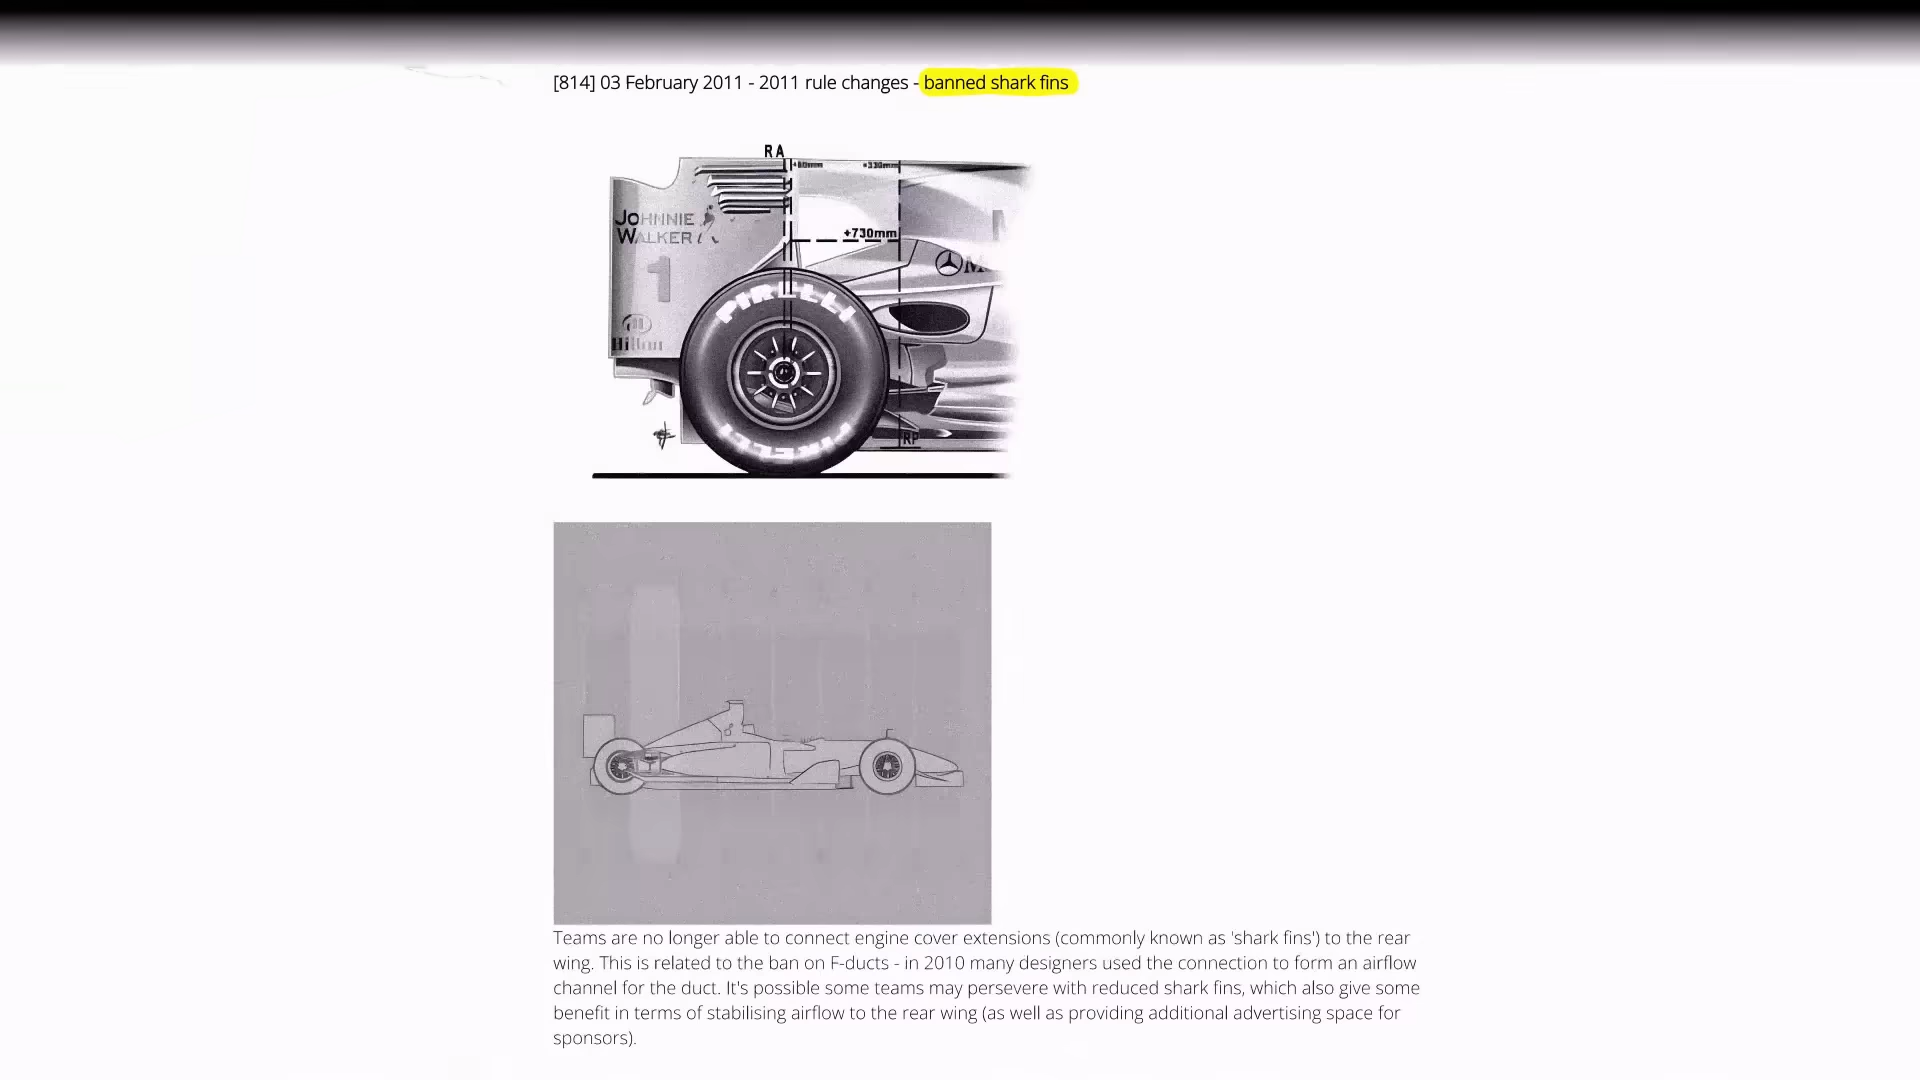 [814] 03 February 2011 - 2011 rule changes - banned shark fins
RA
+330mm
JOHNNIE
WALKER
+730mm
1
M
PIRELLI
Hilton
PIRELLI
RP
Teams are no longer able to connect engine cover extensions (commonly known as 'shark fins') to the rear
wing. This is related to the ban on F-ducts - in 2010 many designers used the connection to form an airflow
channel for the duct. It's possible some teams may persevere with reduced shark fins, which also give some
benefit in terms of stabilising airflow to the rear wing (as well as providing additional advertising space for
sponsors).